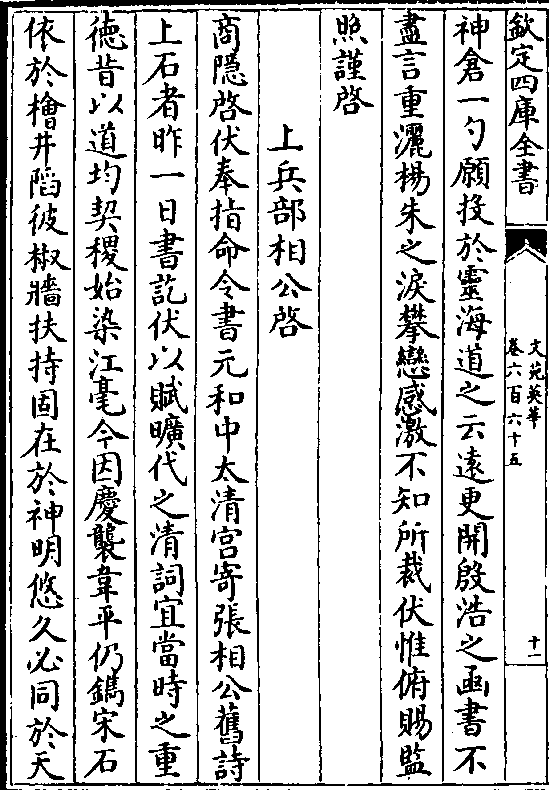 欽定四庫全書
文苑英華
卷六百六十五
十一
神倉一勺願投於靈海道之云遠更開殷浩之函書不
盡言重灑楊朱之淚攀戀感激不知所裁伏惟俯賜監
照謹啓
上兵部相公啓
商隱啓伏奉指命令書元和中太清宫寄張相公舊詩
上石者昨一日書訖伏以賦曠代之清詞宜當時之重
徳昔以道均契稷始染江毫今因慶襲韋平仍鐫宋石
依於檜井䧟彼椒牆扶持固在於神明悠久必同於天